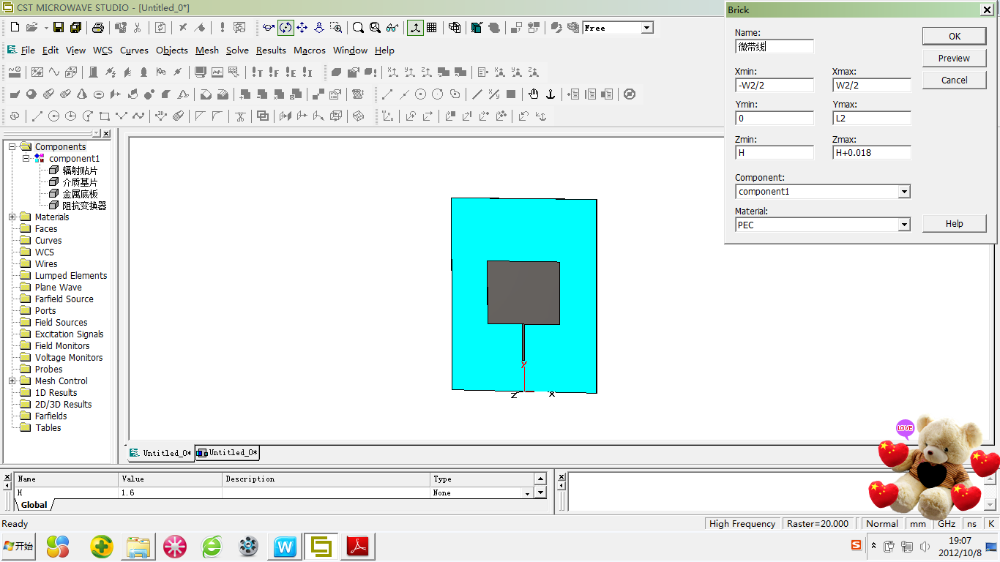 CST MICROWAVE STUDIO - [Untitled_0*]
Free
File Edit View WCS Curves Objects Mesh Solve Results Macros Window Help
Components
component1
辐射贴片
介质基片
金属底板
阻抗变换器
Materials
Faces
Curves
WCS
Wires
Lumped Elements
Plane Wave
Farfield Source
Ports
Field Sources
Excitation Signals
Field Monitors
Voltage Monitors
Probes
Mesh Control
1D Results
2D/3D Results
Farfields
Tables
y
z
x
Untitled_0* Untitled_0*
Brick
Name:
微带线
OK
Preview
Cancel
Xmin: Xmax:
-W2/2 W2/2
Ymin: Ymax:
0 L2
Zmin: Zmax:
H H+0.018
Component:
component1
Material:
PEC
Help
LOVE
Name Value Description Type
H 1.6 None
Global
Ready
High Frequency Raster=20.000 Normal mm GHz ns K
开始
19:07
2012/10/8